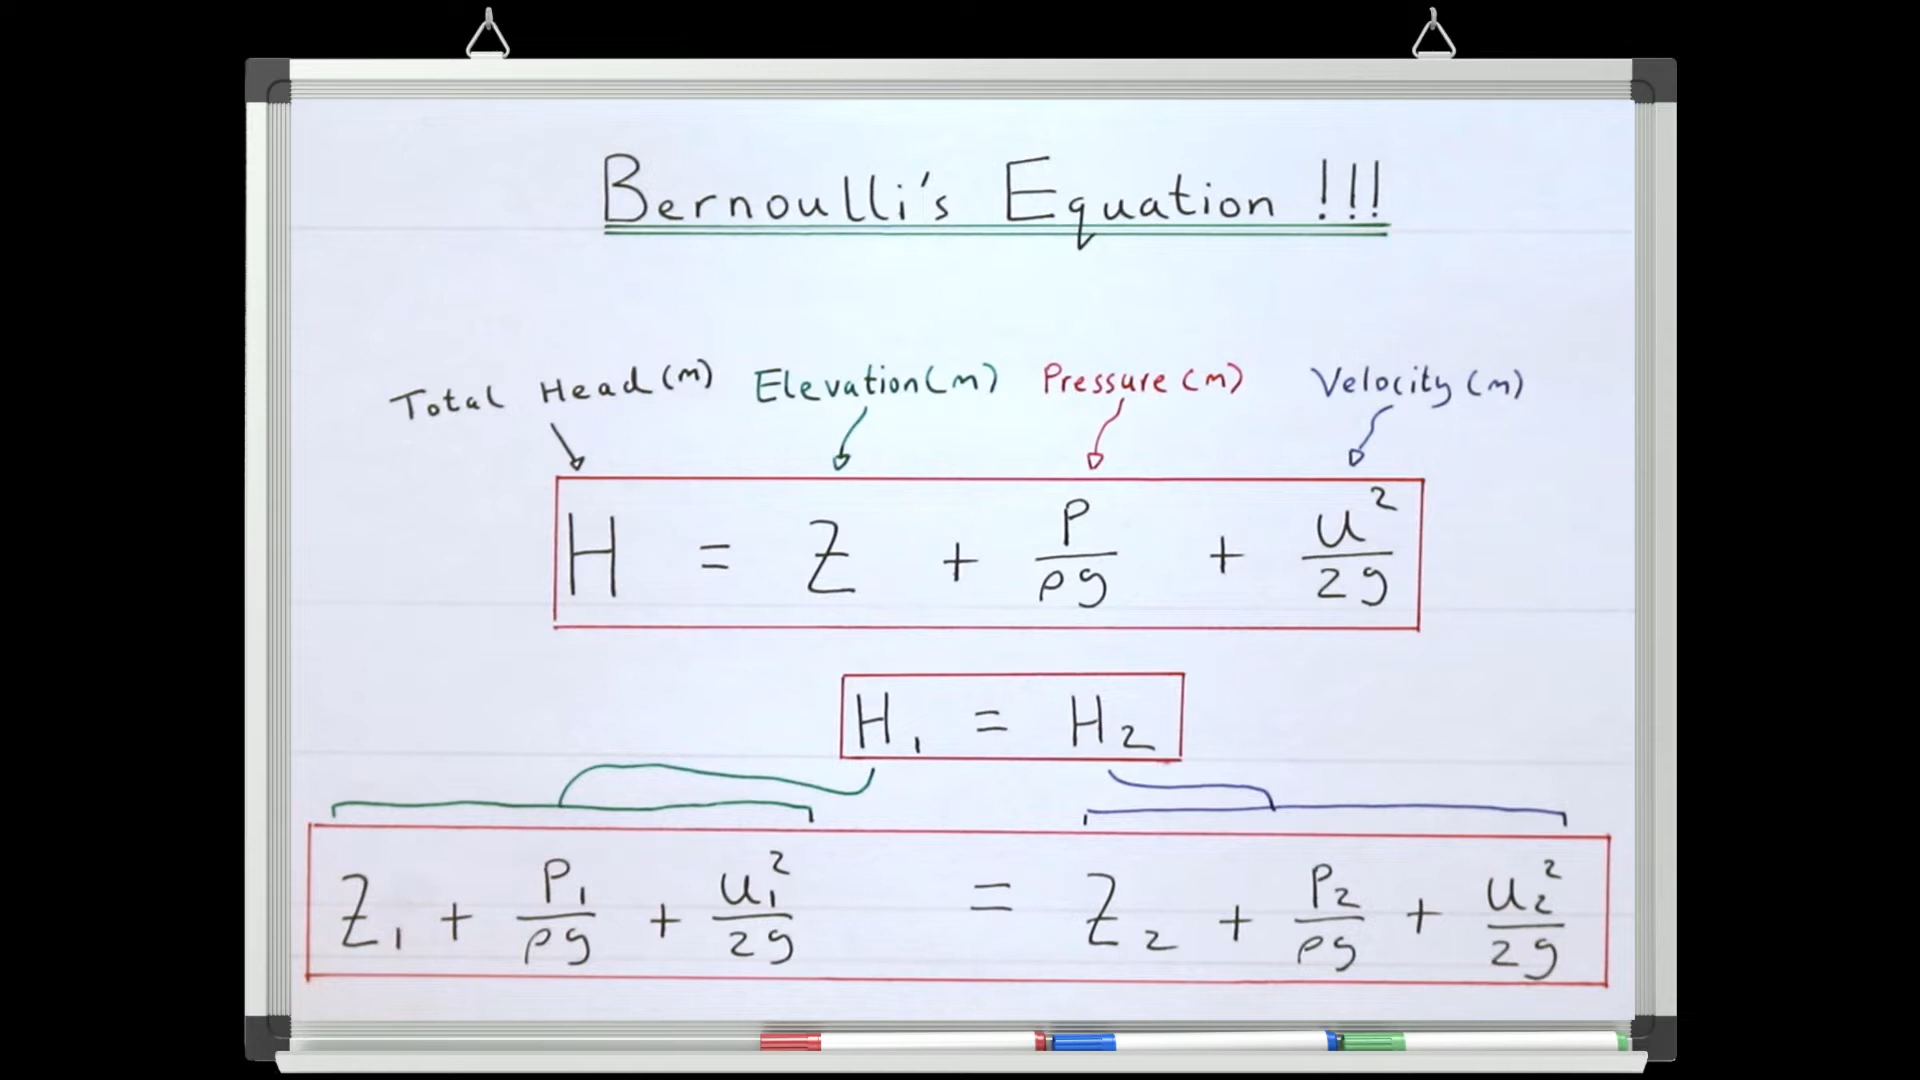 Bernoulli's Equation !!!
Total Head (m) Elevation (m) Pressure (m) Velocity (m)
H = Z + P/ρg + u²/2g
H₁ = H₂
Z₁ + P₁/ρg + u₁²/2g = Z₂ + P₂/ρg + u₂²/2g